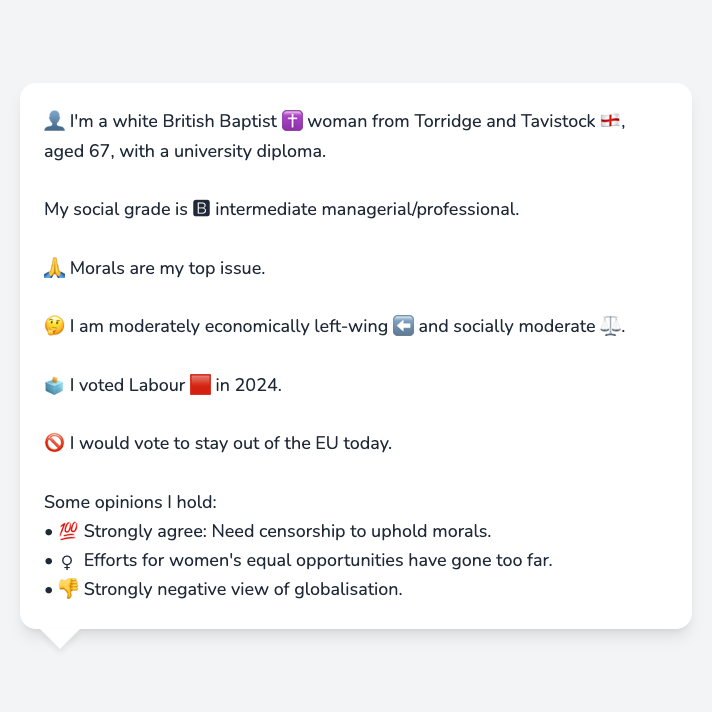 👤 I'm a white British Baptist ✝️ woman from Torridge and Tavistock 🏴󠁧󠁢󠁥󠁮󠁧󠁿,
aged 67, with a university diploma.
My social grade is 🅱 intermediate managerial/professional.
🙏 Morals are my top issue.
🤔 I am moderately economically left-wing ⬅️ and socially moderate ⚖️.
🗳️ I voted Labour 🟥 in 2024.
🚫 I would vote to stay out of the EU today.
Some opinions I hold:
• 💯 Strongly agree: Need censorship to uphold morals.
• ♀ Efforts for women's equal opportunities have gone too far.
• 👎 Strongly negative view of globalisation.